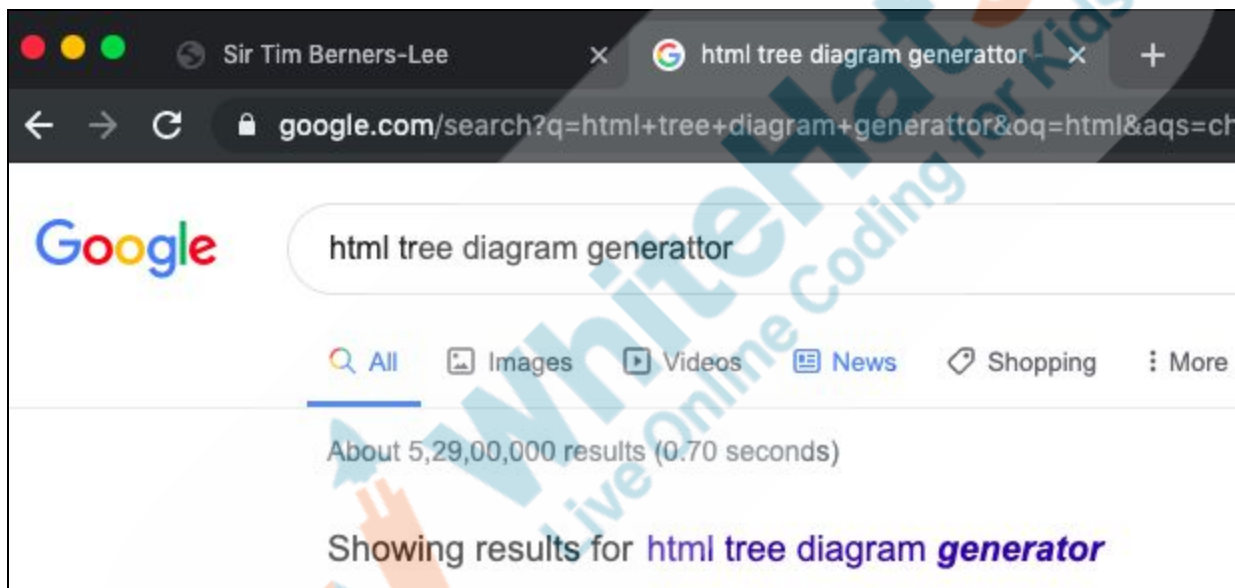 Sir Tim Berners-Lee
html tree diagram generattor -
google.com/search?q=html+tree+diagram+generattor&oq=html&aqs=ch
Google
html tree diagram generattor
All Images Videos News Shopping More
About 5,29,00,000 results (0.70 seconds)
Showing results for html tree diagram generator
WhiteHat
Live Online Coding for Kids